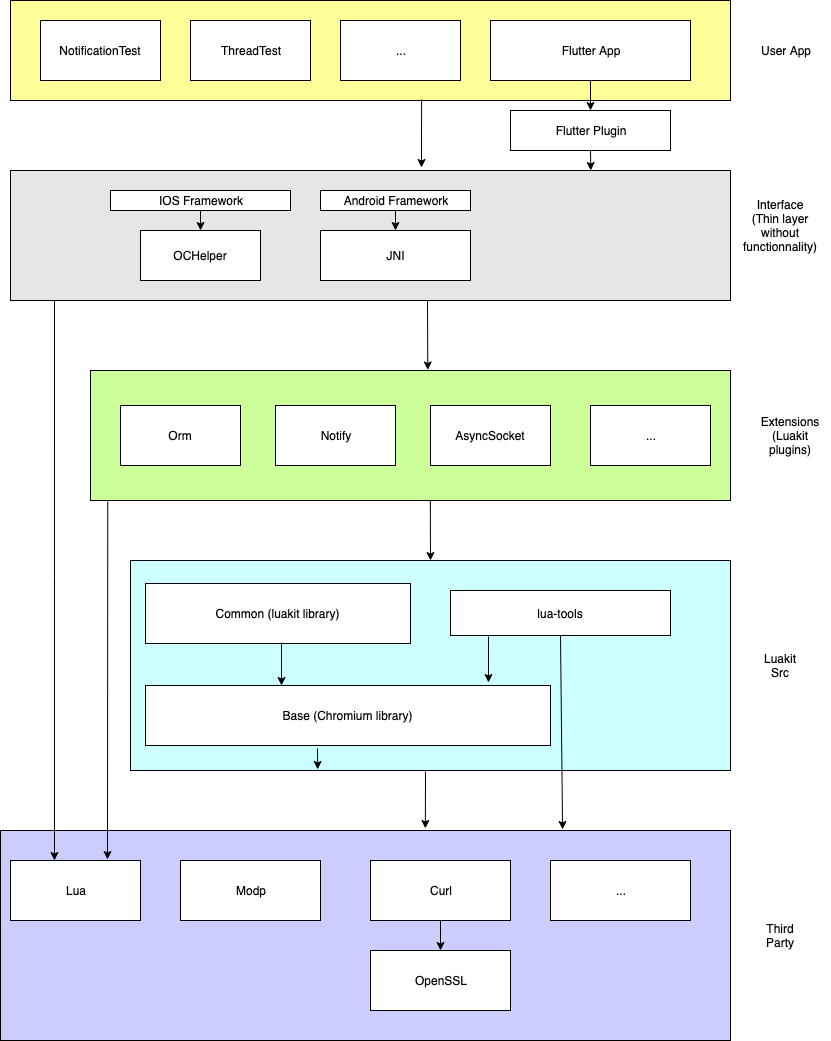 NotificationTest
ThreadTest
...
Flutter App
User App
Flutter Plugin
Interface
(Thin layer
without
functionnality)
IOS Framework
Android Framework
OCHelper
JNI
Extensions
(Luakit
plugins)
Orm
Notify
AsyncSocket
...
Common (luakit library)
lua-tools
Luakit
Src
Base (Chromium library)
Lua
Modp
Curl
...
Third
Party
OpenSSL